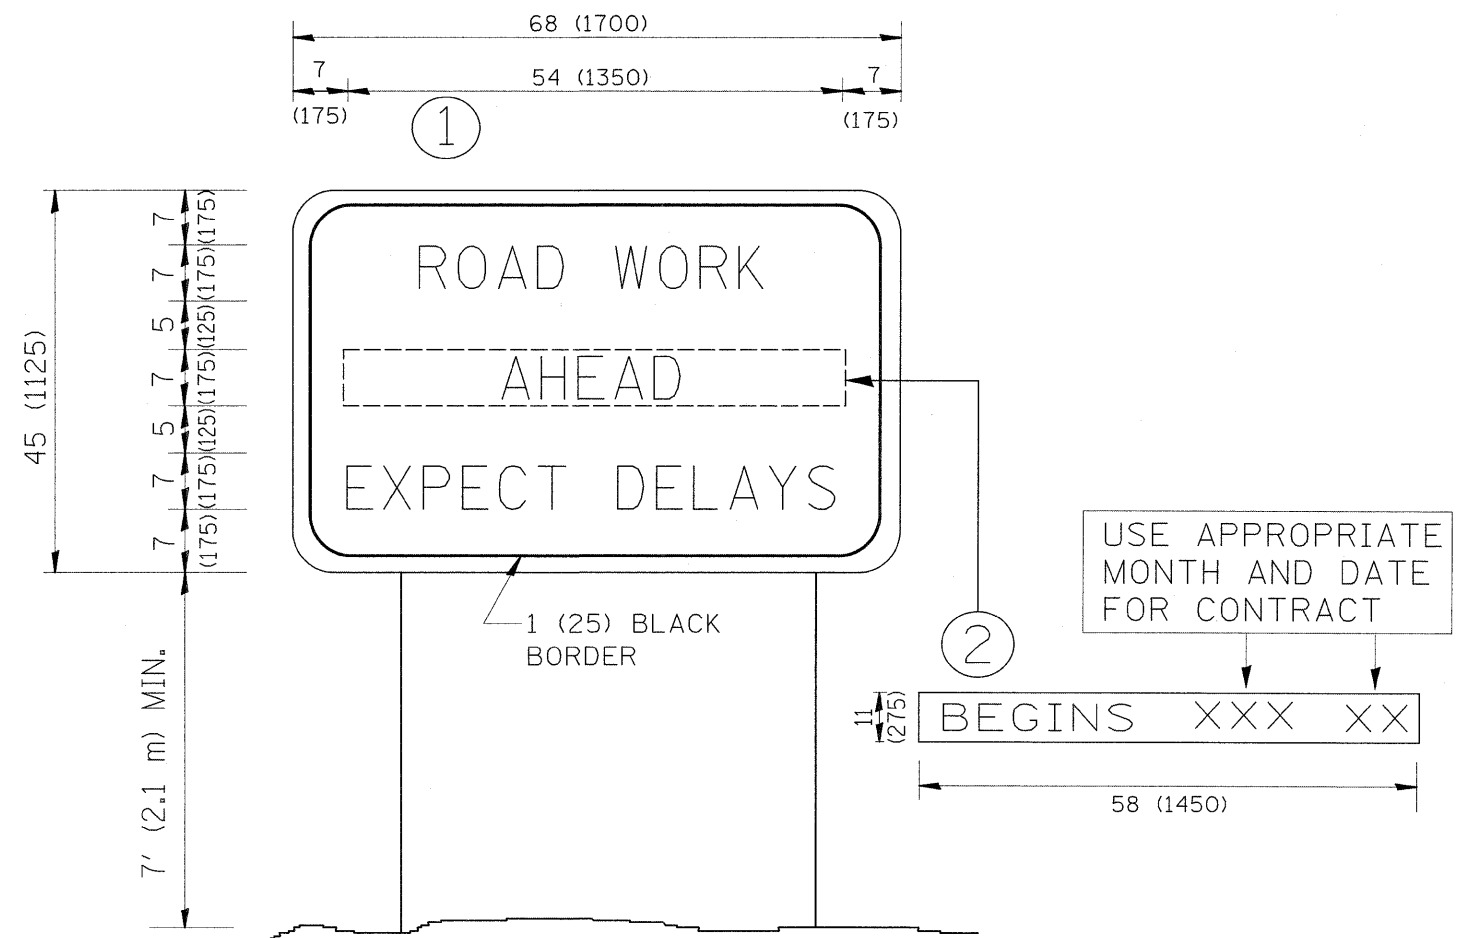 68 (1700)
7
54 (1350)
7
(175)
(175)
1
7
(175)
7
(175)
5
(125)
7
(175)
5
(125)
7
(175)
7
(175)
45 (1125)
ROAD WORK
AHEAD
EXPECT DELAYS
1 (25) BLACK
BORDER
7' (2.1 m) MIN.
2
USE APPROPRIATE
MONTH AND DATE
FOR CONTRACT
11
(275)
BEGINS XXX XX
58 (1450)